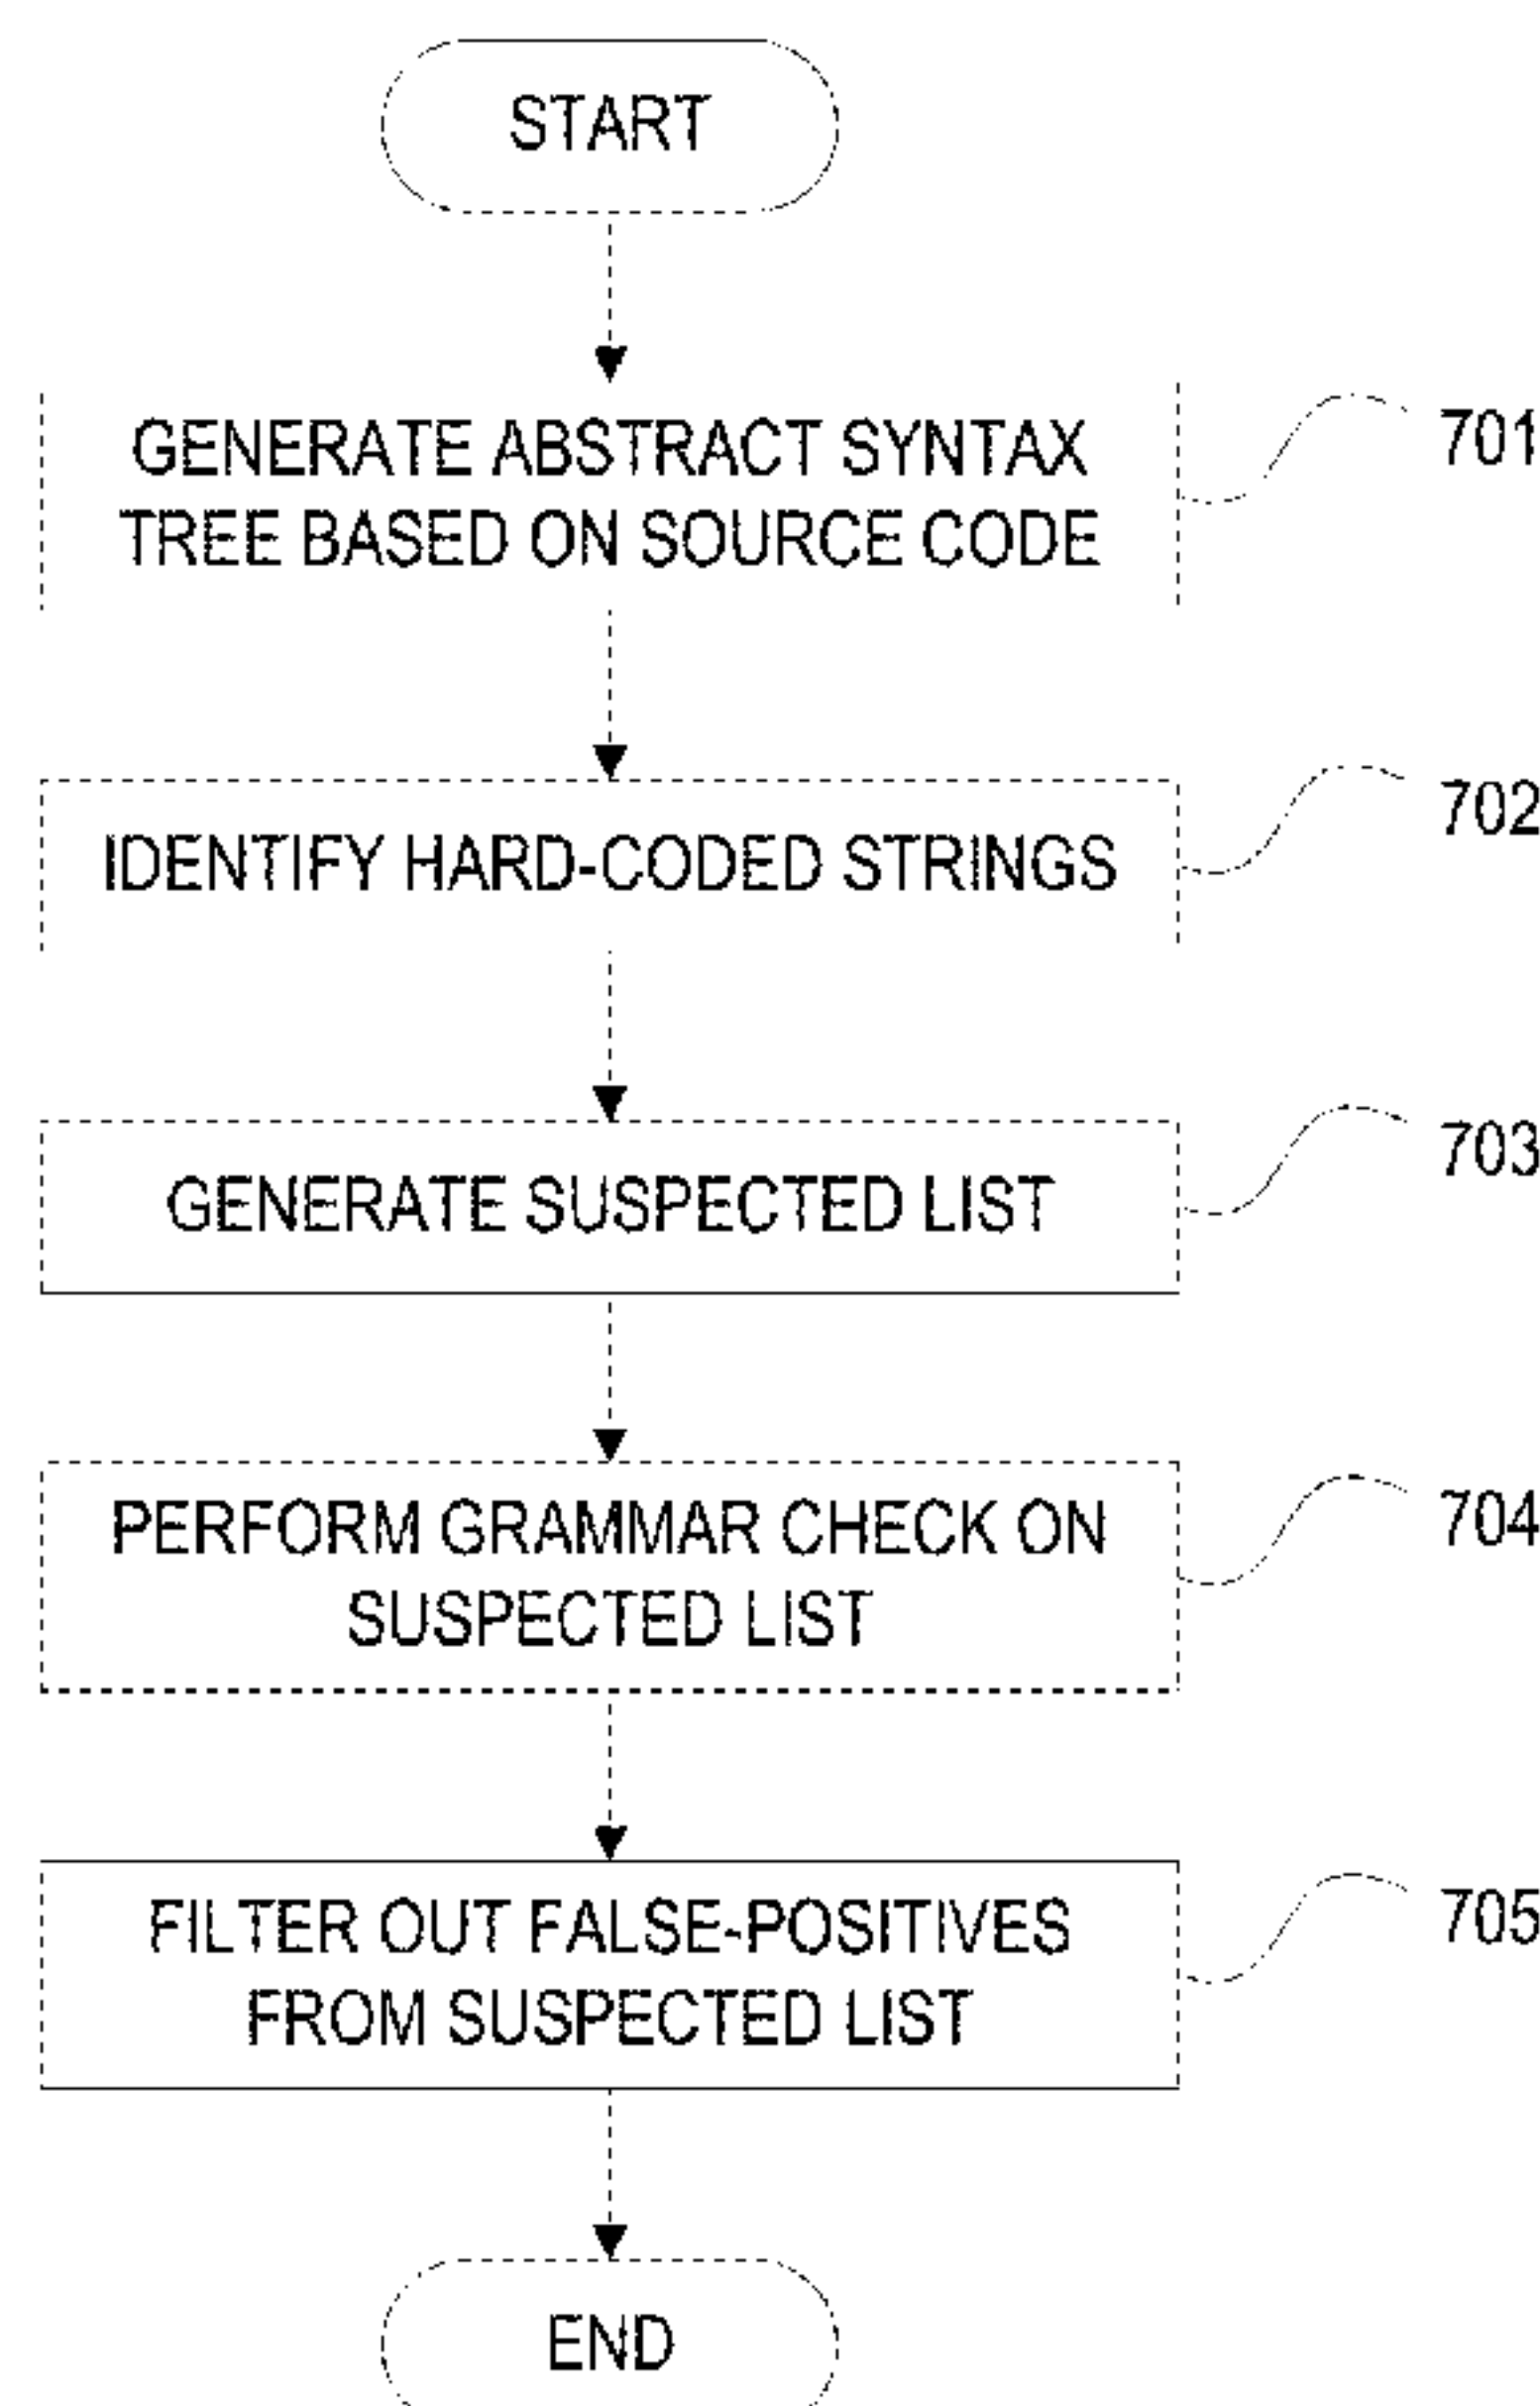 START
GENERATE ABSTRACT SYNTAX
TREE BASED ON SOURCE CODE
701
IDENTIFY HARD-CODED STRINGS
702
GENERATE SUSPECTED LIST
703
PERFORM GRAMMAR CHECK ON
SUSPECTED LIST
704
FILTER OUT FALSE-POSITIVES
FROM SUSPECTED LIST
705
END